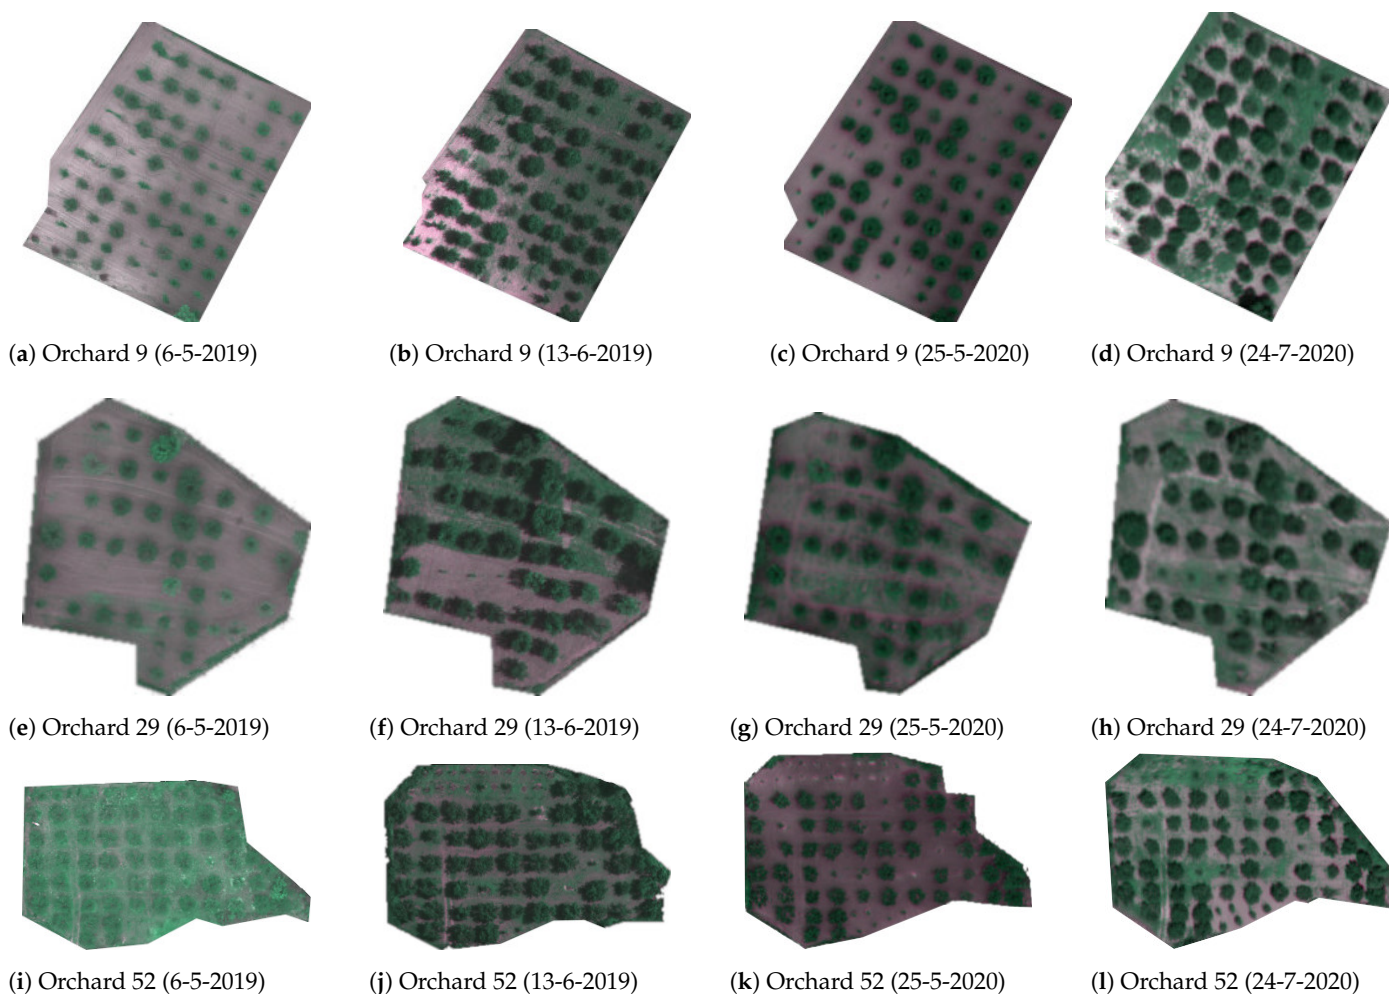 (a) Orchard 9 (6-5-2019)
(b) Orchard 9 (13-6-2019)
(c) Orchard 9 (25-5-2020)
(d) Orchard 9 (24-7-2020)
(e) Orchard 29 (6-5-2019)
(f) Orchard 29 (13-6-2019)
(g) Orchard 29 (25-5-2020)
(h) Orchard 29 (24-7-2020)
(i) Orchard 52 (6-5-2019)
(j) Orchard 52 (13-6-2019)
(k) Orchard 52 (25-5-2020)
(l) Orchard 52 (24-7-2020)